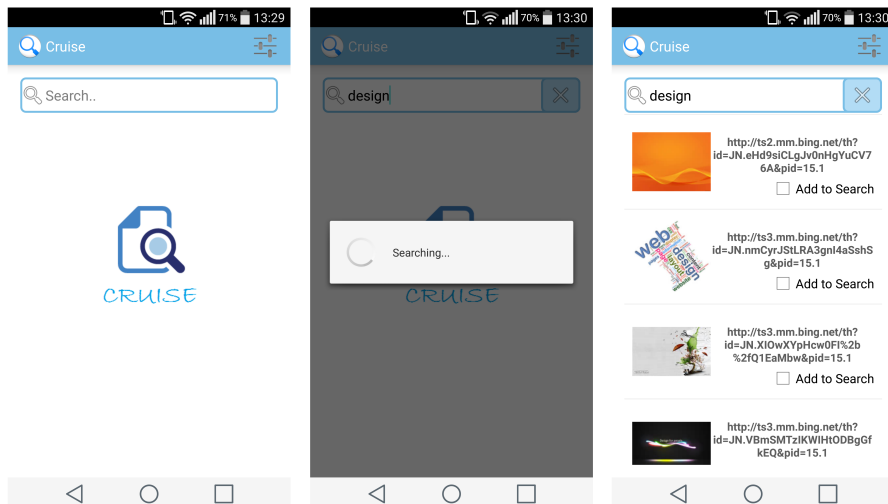 71% 13:29
Cruise
Search..
CRUISE
70% 13:30
Cruise
design
Searching...
CRUISE
70% 13:30
Cruise
design
http://ts2.mm.bing.net/th?
id=JN.eHd9siCLgJv0nHgYuCV7
6A&pid=15.1
Add to Search
web
design
layout
website
http://ts3.mm.bing.net/th?
id=JN.nmCyrJStLRA3gnI4aSshS
g&pid=15.1
Add to Search
http://ts3.mm.bing.net/th?
id=JN.XIOwXYpHcw0FI%2b
%2fQ1EaMbw&pid=15.1
Add to Search
http://ts3.mm.bing.net/th?
id=JN.VBmSMTzIKWIHtODBgGf
kEQ&pid=15.1